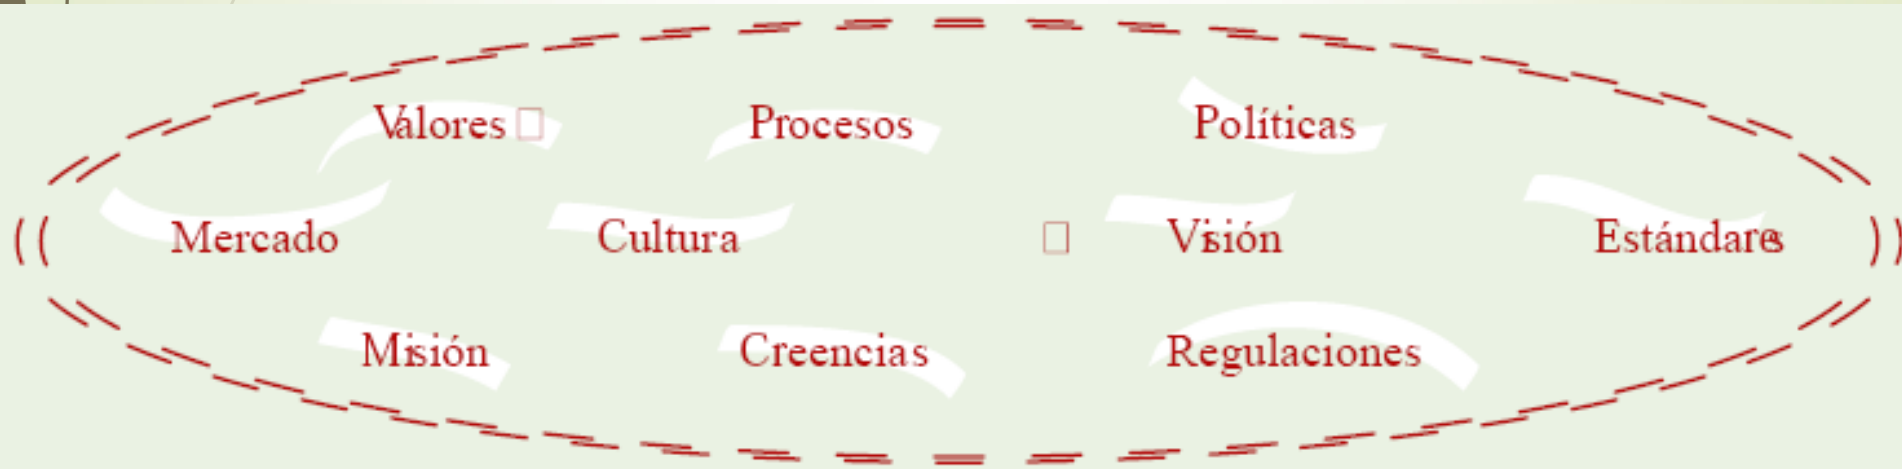 Valores Procesos Políticas
Mercado Cultura Visión Estándares
Misión Creencias Regulaciones